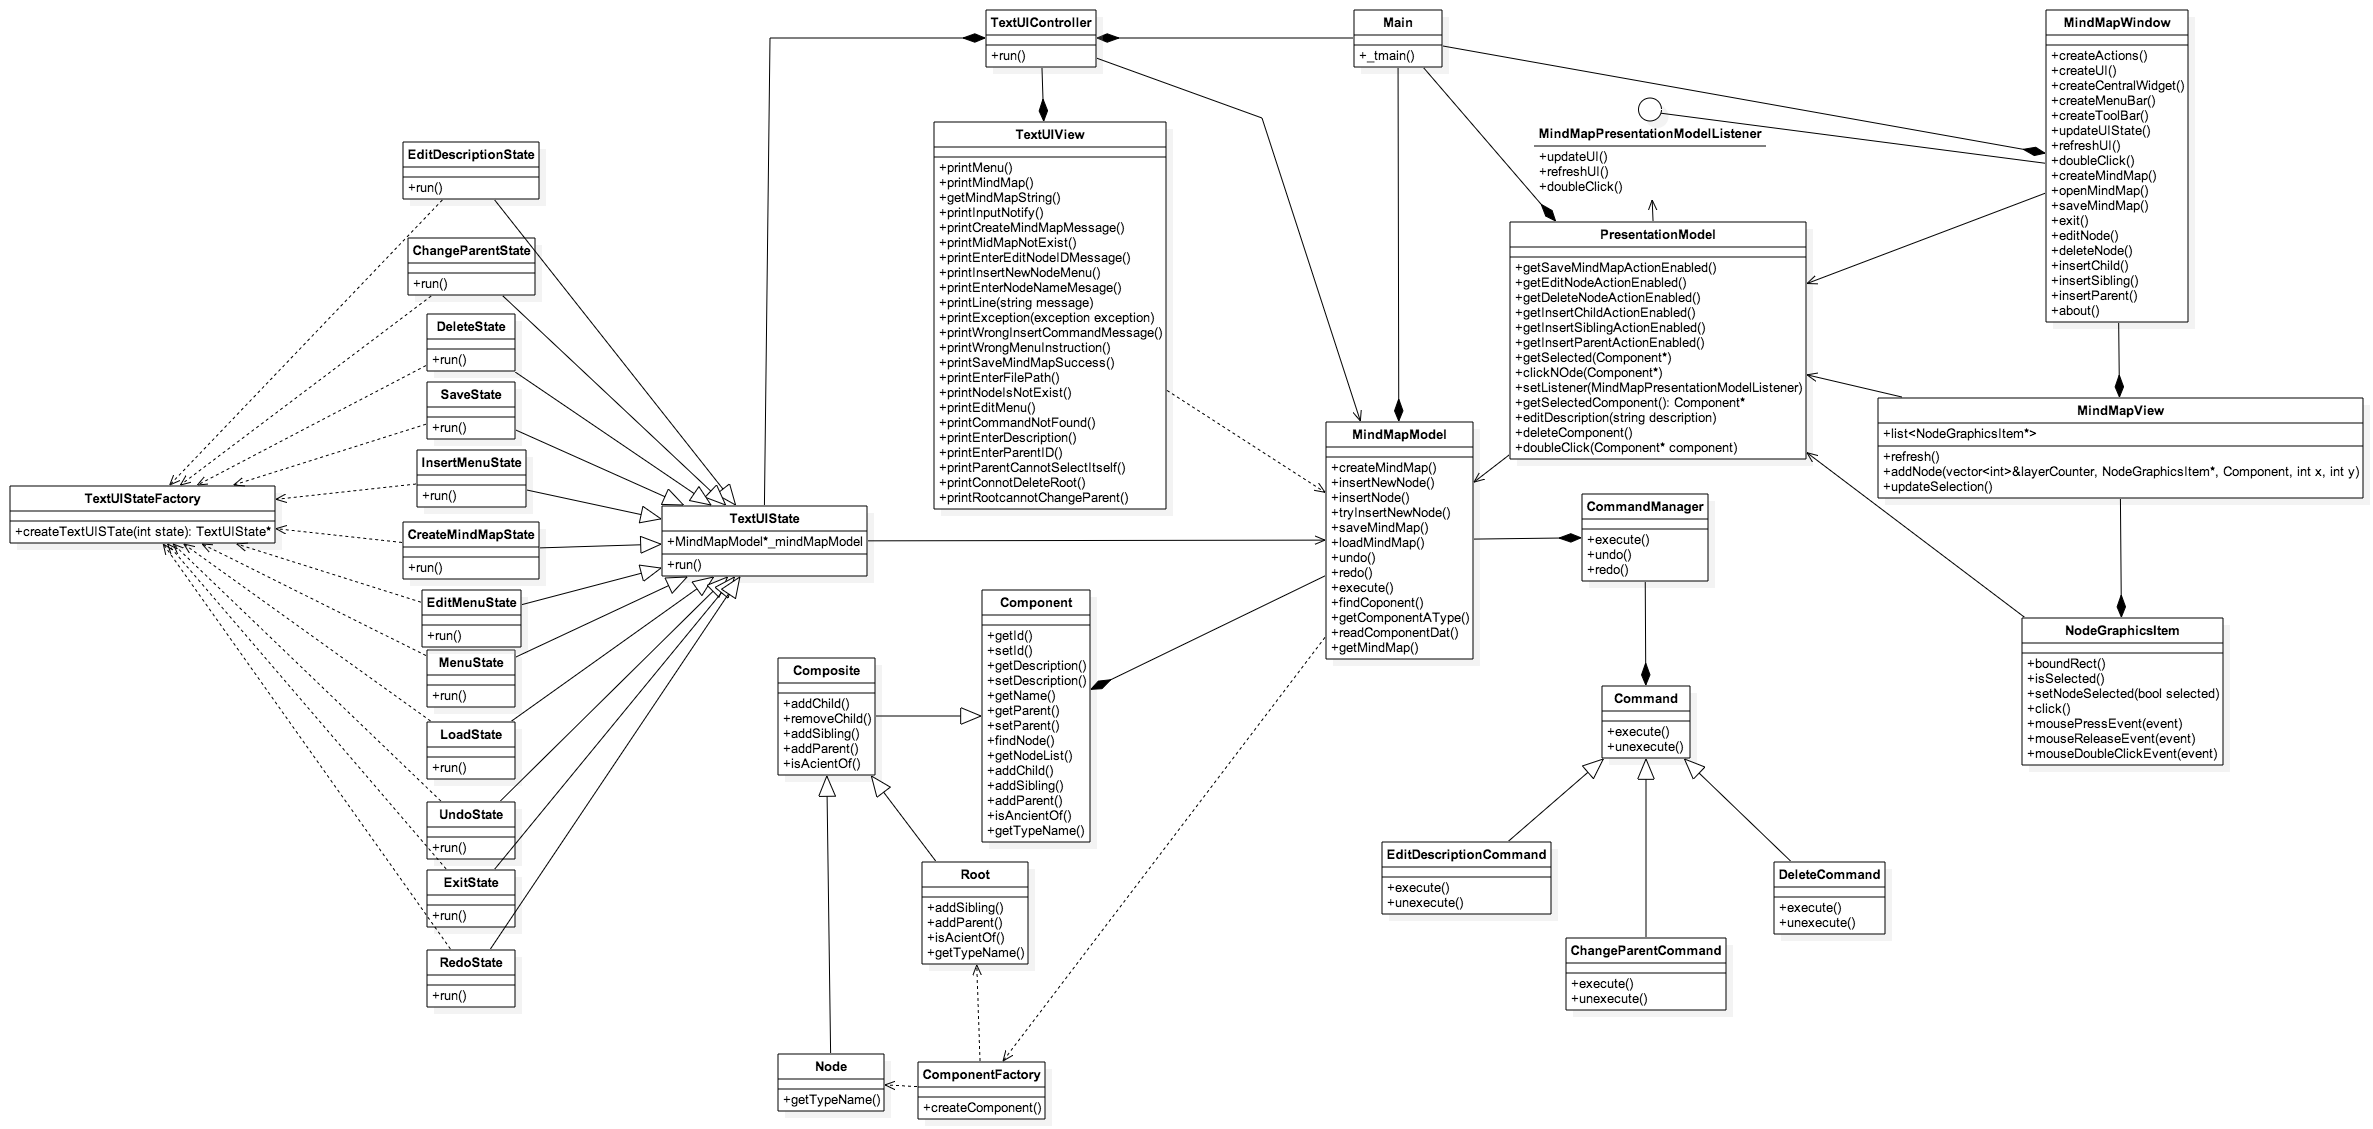 TextUIController
+run()
Main
+_tmain()
MindMapWindow
+createActions()
+createUI()
+createCentralWidget()
+createMenuBar()
+createToolBar()
+updateUIState()
+refreshUI()
+doubleClick()
+createMindMap()
+openMindMap()
+saveMindMap()
+exit()
+editNode()
+deleteNode()
+insertChild()
+insertSibling()
+insertParent()
+about()
MindMapPresentationModelListener
+updateUI()
+refreshUI()
+doubleClick()
TextUIView
+printMenu()
+printMindMap()
+getMindMapString()
+printInputNotify()
+printCreateMindMapMessage()
+printMidMapNotExist()
+printEnterEditNodeIDMessage()
+printInsertNewNodeMenu()
+printEnterNodeNameMesage()
+printLine(string message)
+printException(exception exception)
+printWrongInsertCommandMessage()
+printWrongMenuInstruction()
+printSaveMindMapSuccess()
+printEnterFilePath()
+printNodeIsNotExist()
+printEditMenu()
+printCommandNotFound()
+printEnterDescription()
+printEnterParentID()
+printParentCannotSelectItself()
+printConnotDeleteRoot()
+printRootcannotChangeParent()
EditDescriptionState
+run()
ChangeParentState
+run()
DeleteState
+run()
SaveState
+run()
InsertMenuState
+run()
CreateMindMapState
+run()
EditMenuState
+run()
MenuState
+run()
LoadState
+run()
UndoState
+run()
ExitState
+run()
RedoState
+run()
TextUIStateFactory
+createTextUISTate(int state): TextUIState*
TextUIState
+MindMapModel*_mindMapModel
+run()
PresentationModel
+getSaveMindMapActionEnabled()
+getEditNodeActionEnabled()
+getDeleteNodeActionEnabled()
+getInsertChildActionEnabled()
+getInsertSiblingActionEnabled()
+getInsertParentActionEnabled()
+getSelected(Component*)
+clickNOde(Component*)
+setListener(MindMapPresentationModelListener)
+getSelectedComponent(): Component*
+editDescription(string description)
+deleteComponent()
+doubleClick(Component* component)
MindMapView
+list<NodeGraphicsItem*>
+refresh()
+addNode(vector<int>&layerCounter, NodeGraphicsItem*, Component, int x, int y)
+updateSelection()
MindMapModel
+createMindMap()
+insertNewNode()
+insertNode()
+tryInsertNewNode()
+saveMindMap()
+loadMindMap()
+undo()
+redo()
+execute()
+findCoponent()
+getComponentAType()
+readComponentDat()
+getMindMap()
CommandManager
+execute()
+undo()
+redo()
NodeGraphicsItem
+boundRect()
+isSelected()
+setNodeSelected(bool selected)
+click()
+mousePressEvent(event)
+mouseReleaseEvent(event)
+mouseDoubleClickEvent(event)
Component
+getId()
+setId()
+getDescription()
+setDescription()
+getName()
+getParent()
+setParent()
+findNode()
+getNodeList()
+addChild()
+addSibling()
+addParent()
+isAncientOf()
+getTypeName()
Composite
+addChild()
+removeChild()
+addSibling()
+addParent()
+isAcientOf()
Command
+execute()
+unexecute()
EditDescriptionCommand
+execute()
+unexecute()
DeleteCommand
+execute()
+unexecute()
ChangeParentCommand
+execute()
+unexecute()
Root
+addSibling()
+addParent()
+isAcientOf()
+getTypeName()
Node
+getTypeName()
ComponentFactory
+createComponent()